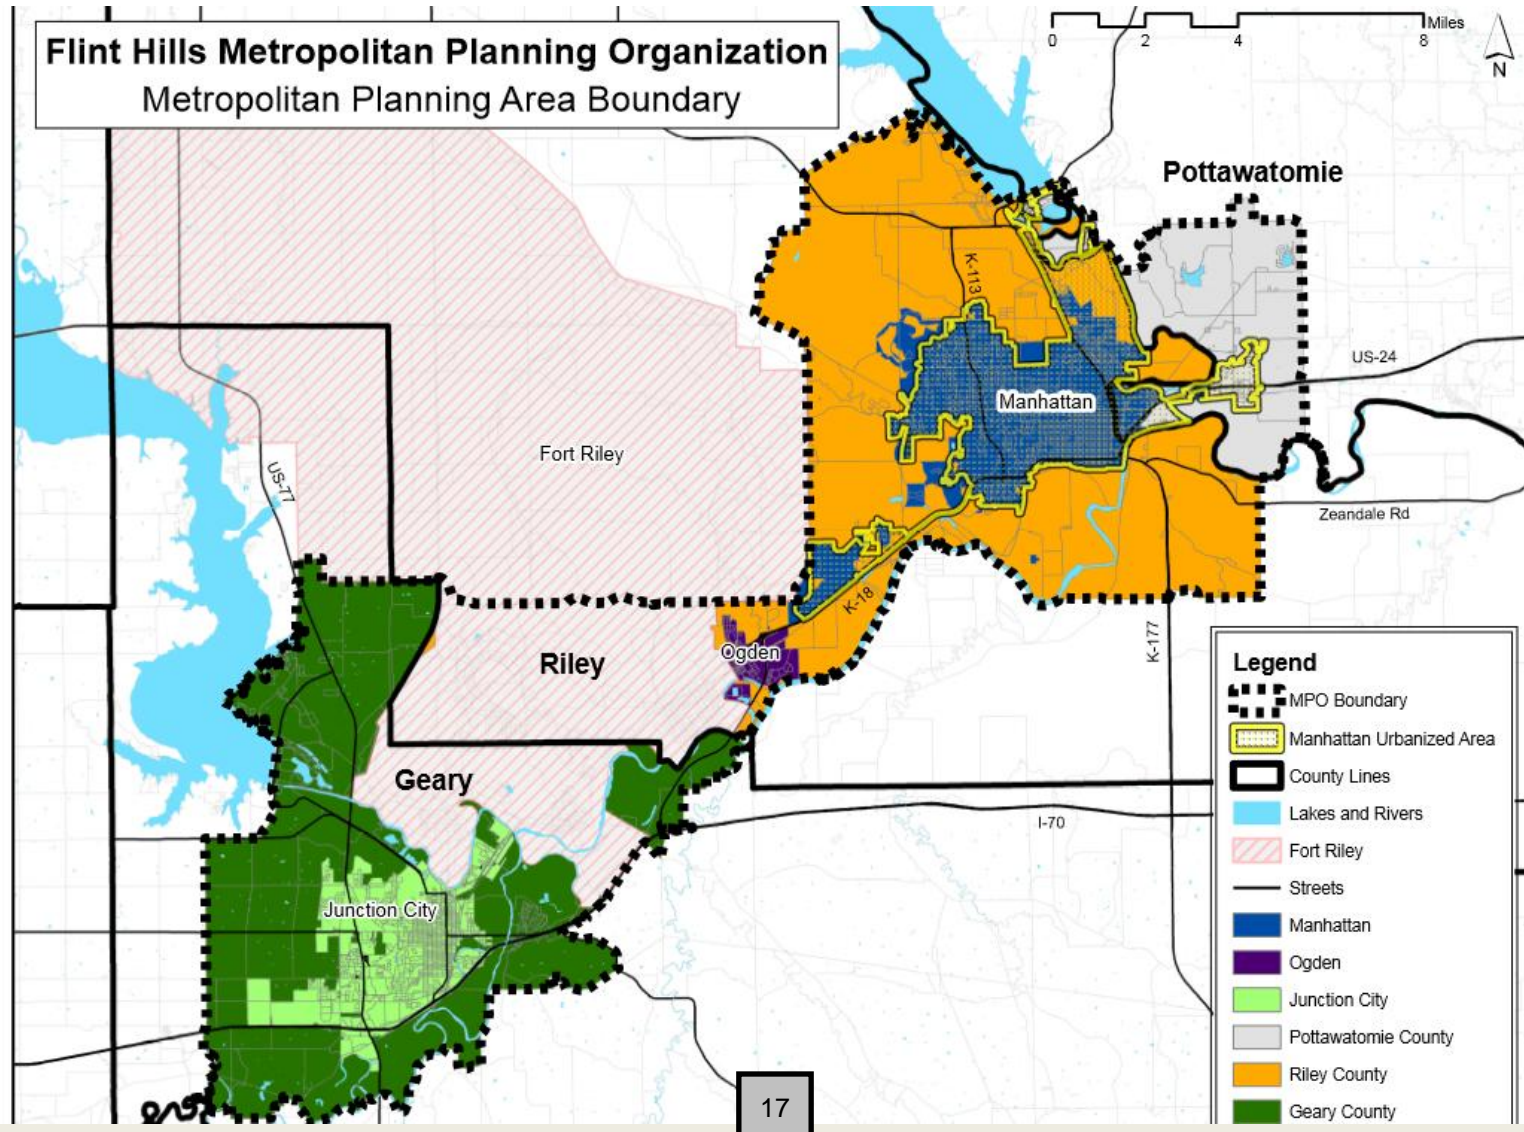 Flint Hills Metropolitan Planning Organization
Metropolitan Planning Area Boundary
Miles
0 2 4 8
N
Pottawatomie
K-113
US-24
Manhattan
Fort Riley
US-77
Zeandale Rd
K-18
K-177
Ogden
Riley
Geary
I-70
Junction City
Legend
MPO Boundary
Manhattan Urbanized Area
County Lines
Lakes and Rivers
Fort Riley
Streets
Manhattan
Ogden
Junction City
Pottawatomie County
Riley County
Geary County
17